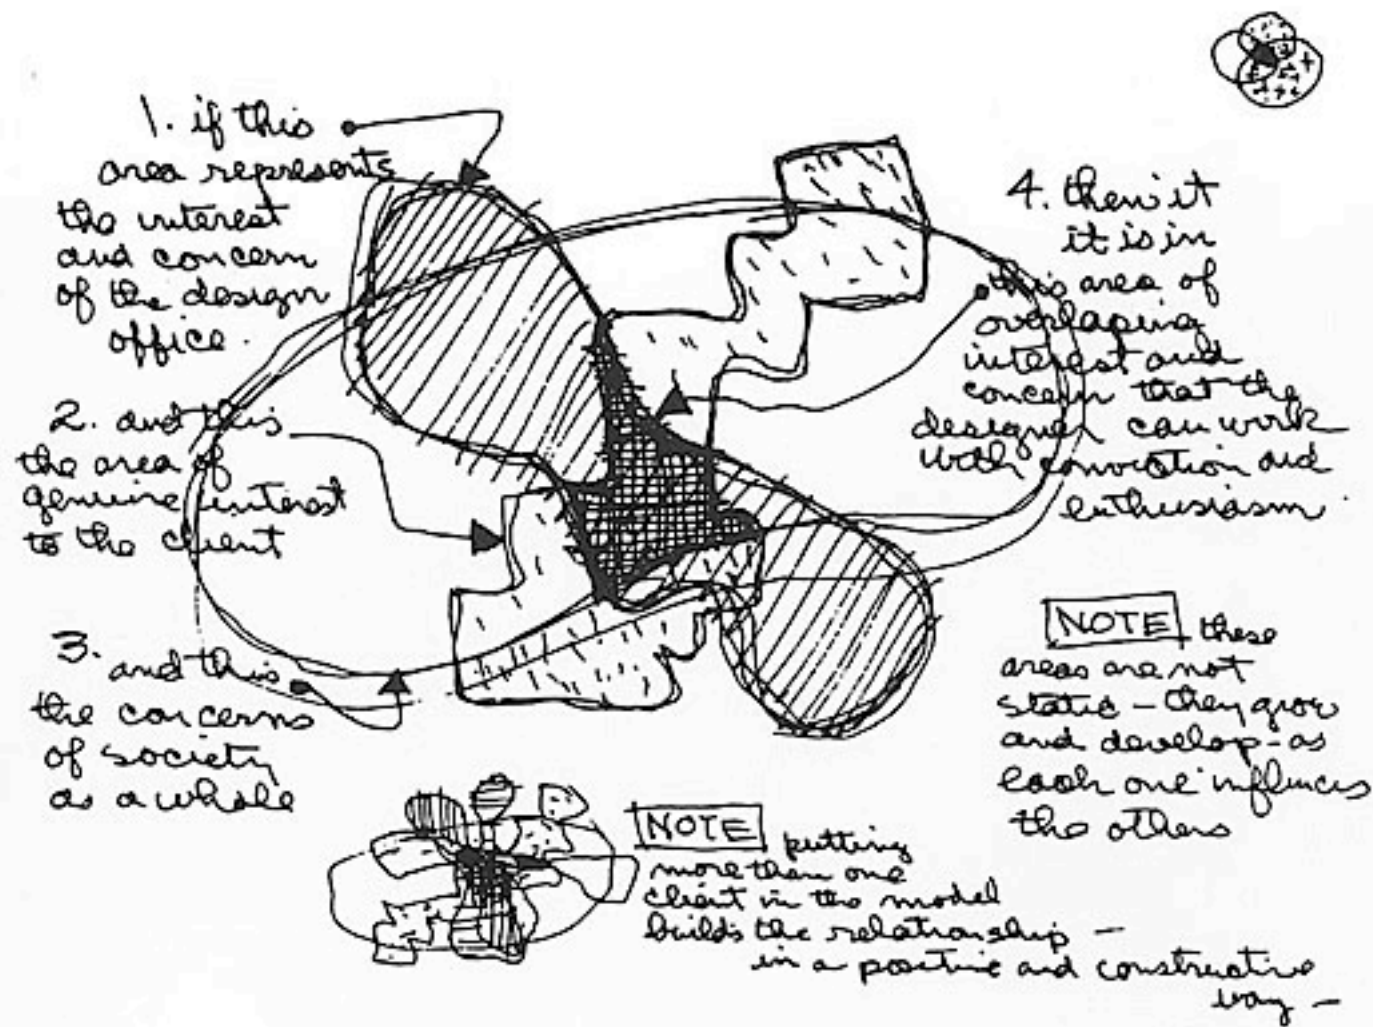 1. if this
area represents
the interest
and concern
of the design
office.
2. and this
the area of
genuine interest
to the client
3. and this
the concerns
of society
as a whole
4. then it
it is in
this area of
overlaping
interest and
concern that the
designer can work
with conviction and
enthusiasm
NOTE these
areas are not
static – they grow
and develop – as
each one influences
the others
NOTE putting
more than one
client in the model
builds the relationship –
in a positive and constructive
way –